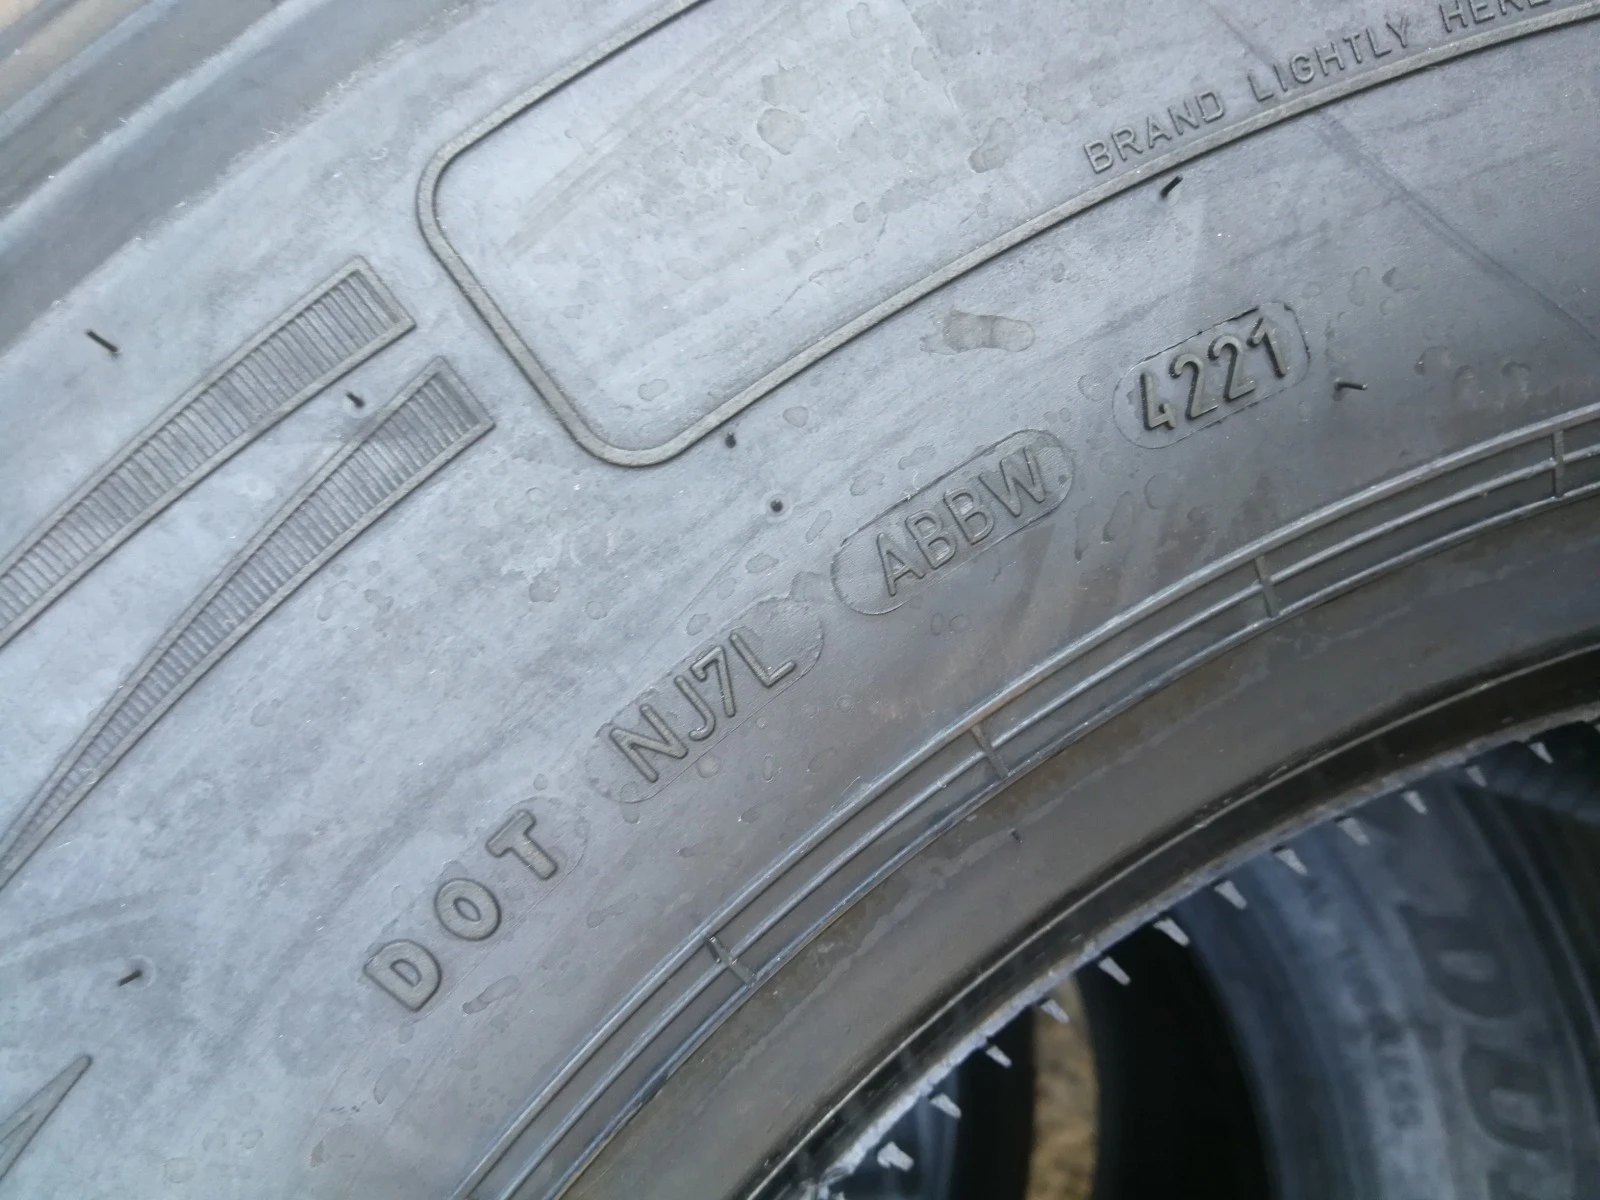 BRAND LIGHTLY HERE
DOT NJ7L ABBW 4221